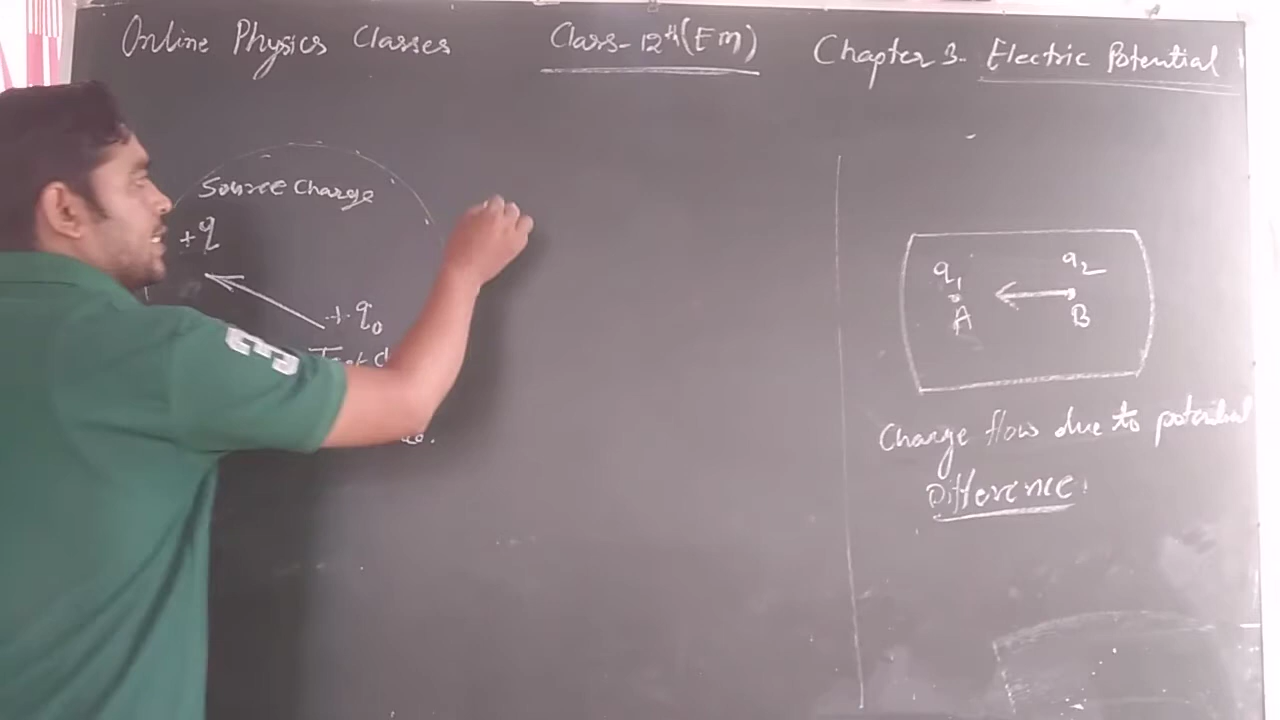 Online Physics Classes
Class-12th(EM)
Chapter 3. Electric Potential
Source Charge
+q
+q₀
q₁
q₂
A
B
Charge flow due to potential
Difference.